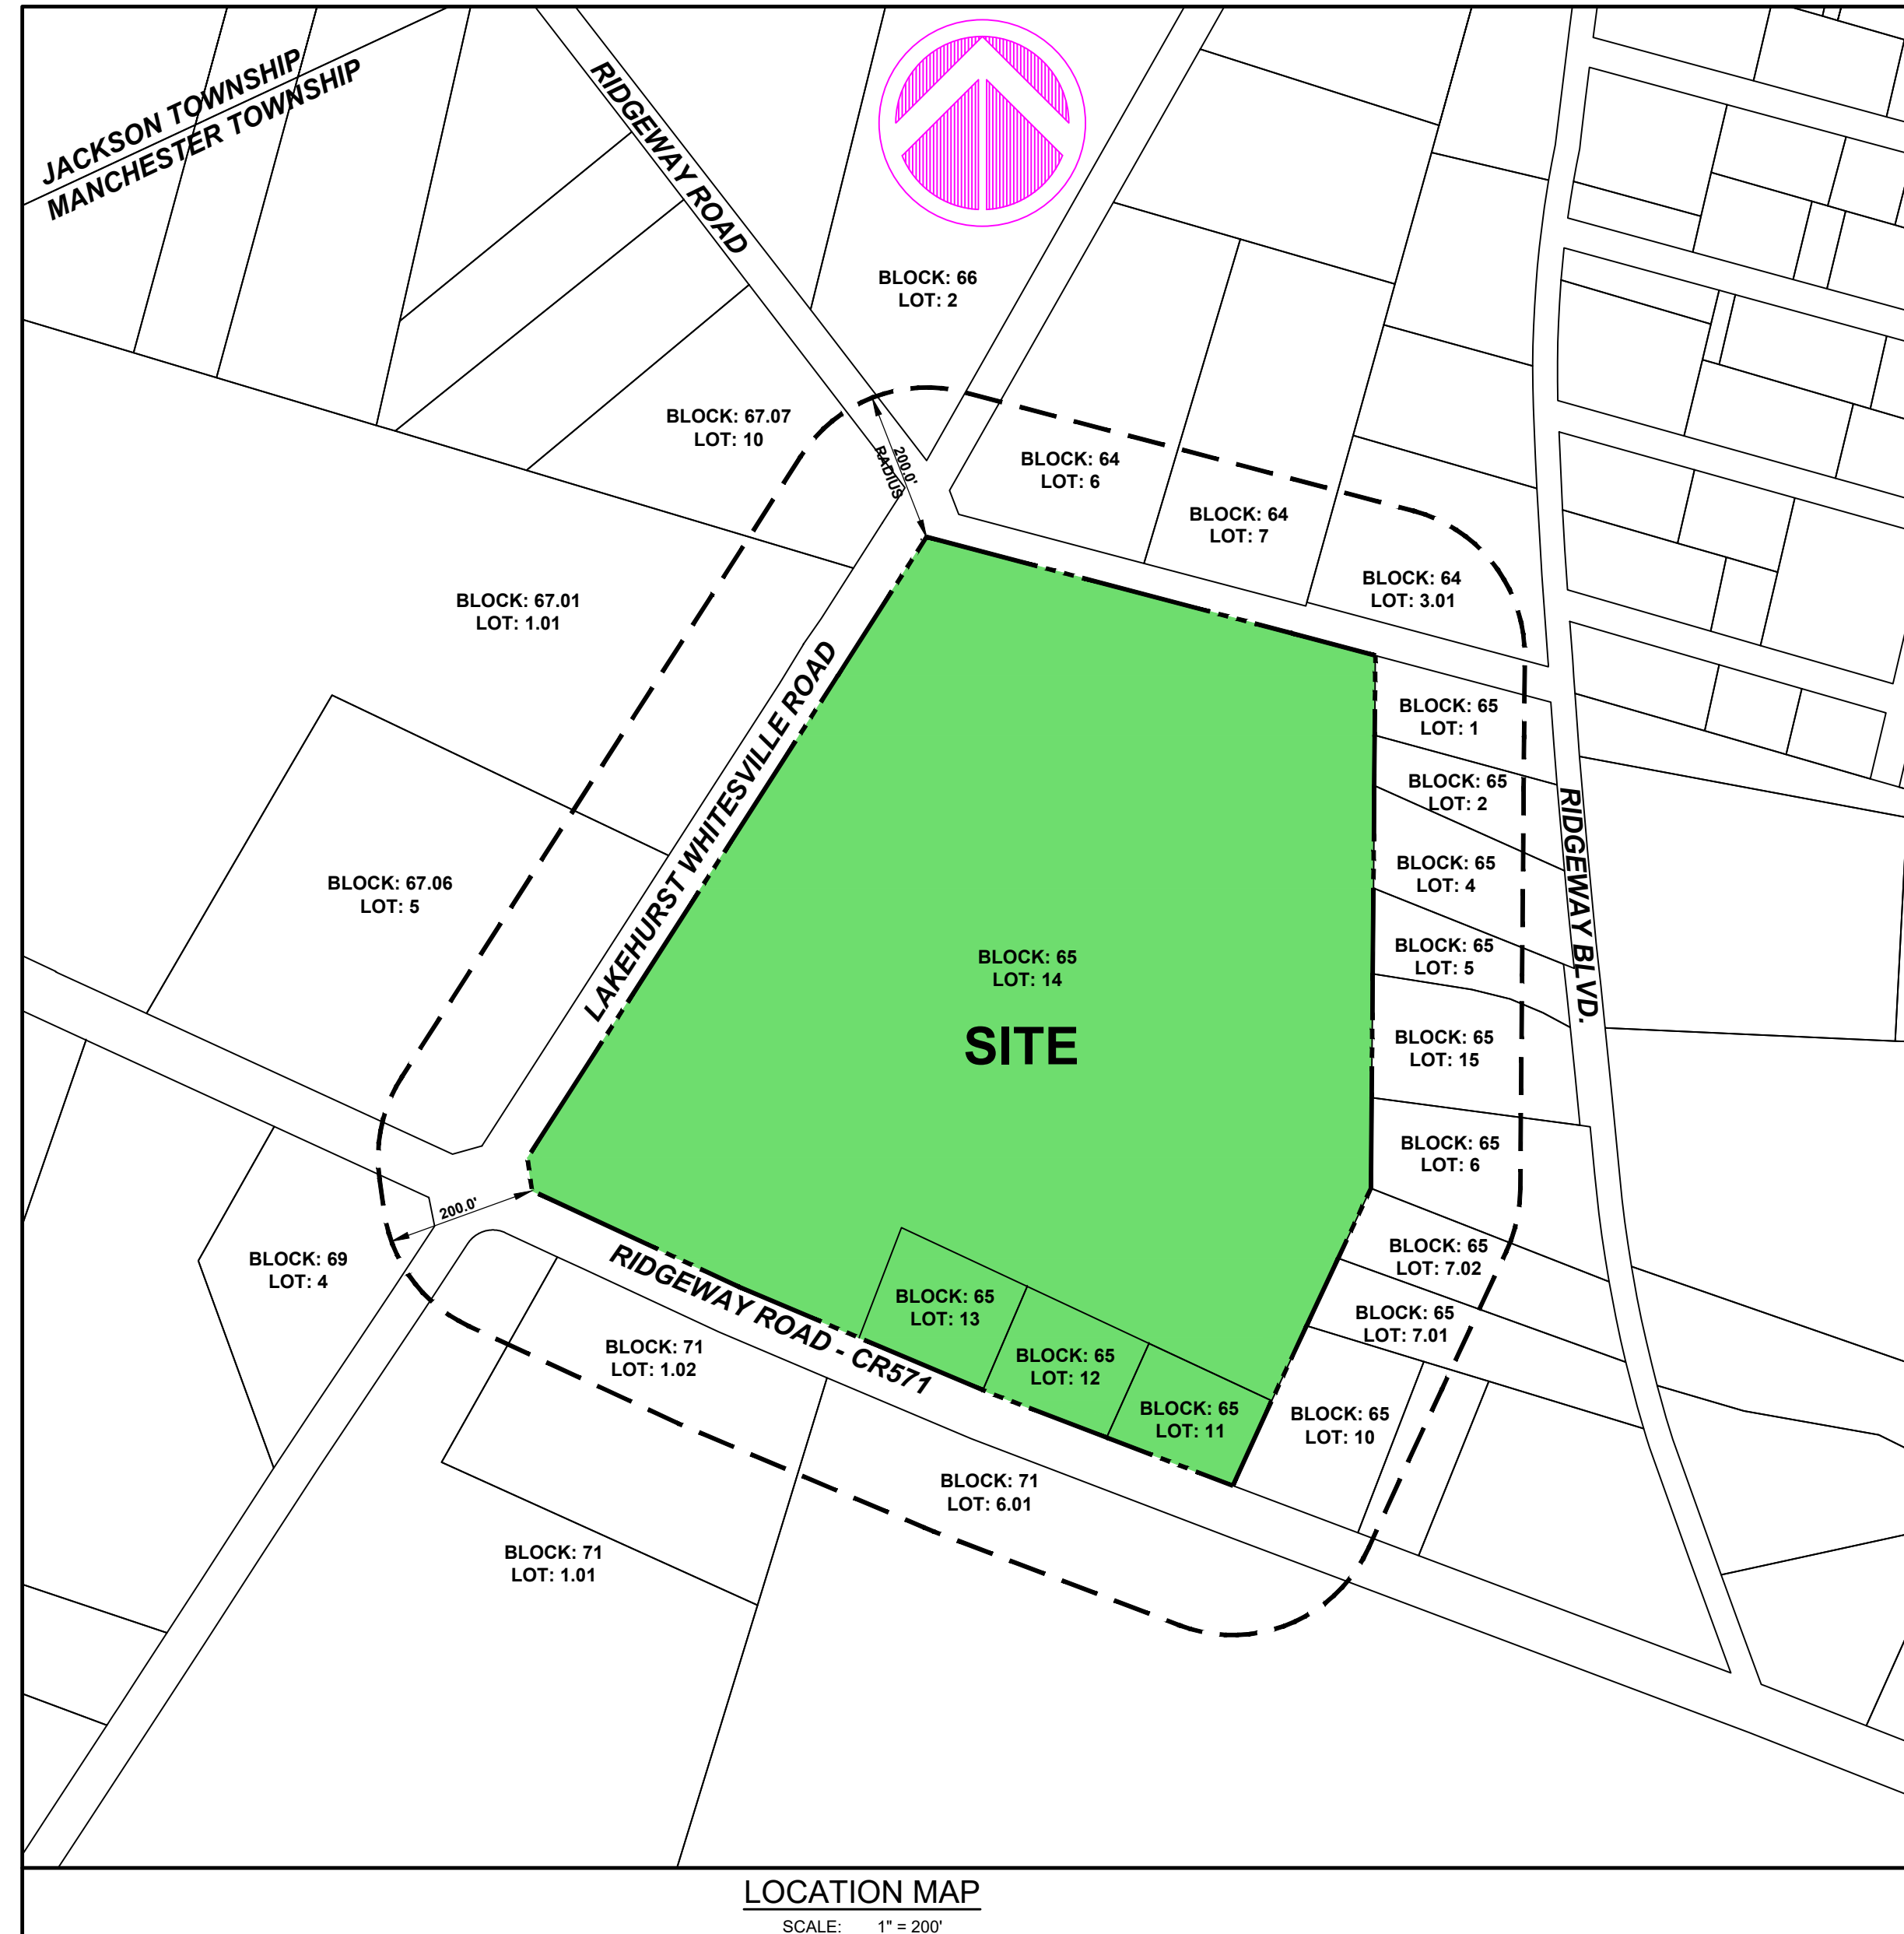 JACKSON TOWNSHIP
MANCHESTER TOWNSHIP
RIDGEWAY ROAD
BLOCK: 66
LOT: 2
BLOCK: 67.07
LOT: 10
200.0'
RADIUS
BLOCK: 64
LOT: 6
BLOCK: 64
LOT: 7
BLOCK: 64
LOT: 3.01
BLOCK: 67.01
LOT: 1.01
LAKEHURST WHITESVILLE ROAD
BLOCK: 65
LOT: 1
BLOCK: 65
LOT: 2
RIDGEWAY BLVD.
BLOCK: 67.06
LOT: 5
BLOCK: 65
LOT: 4
BLOCK: 65
LOT: 5
BLOCK: 65
LOT: 14
SITE
BLOCK: 65
LOT: 15
BLOCK: 65
LOT: 6
200.0'
BLOCK: 69
LOT: 4
BLOCK: 65
LOT: 7.02
RIDGEWAY ROAD - CR571
BLOCK: 65
LOT: 13
BLOCK: 65
LOT: 7.01
BLOCK: 71
LOT: 1.02
BLOCK: 65
LOT: 12
BLOCK: 65
LOT: 11
BLOCK: 65
LOT: 10
BLOCK: 71
LOT: 6.01
BLOCK: 71
LOT: 1.01
LOCATION MAP
SCALE: 1" = 200'